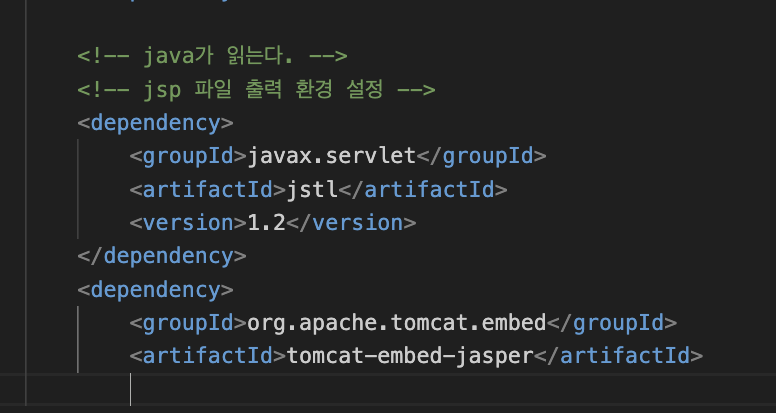 <!-- java가 읽는다. -->
<!-- jsp 파일 출력 환경 설정 -->
<dependency>
<groupId>javax.servlet</groupId>
<artifactId>jstl</artifactId>
<version>1.2</version>
</dependency>
<dependency>
<groupId>org.apache.tomcat.embed</groupId>
<artifactId>tomcat-embed-jasper</artifactId>